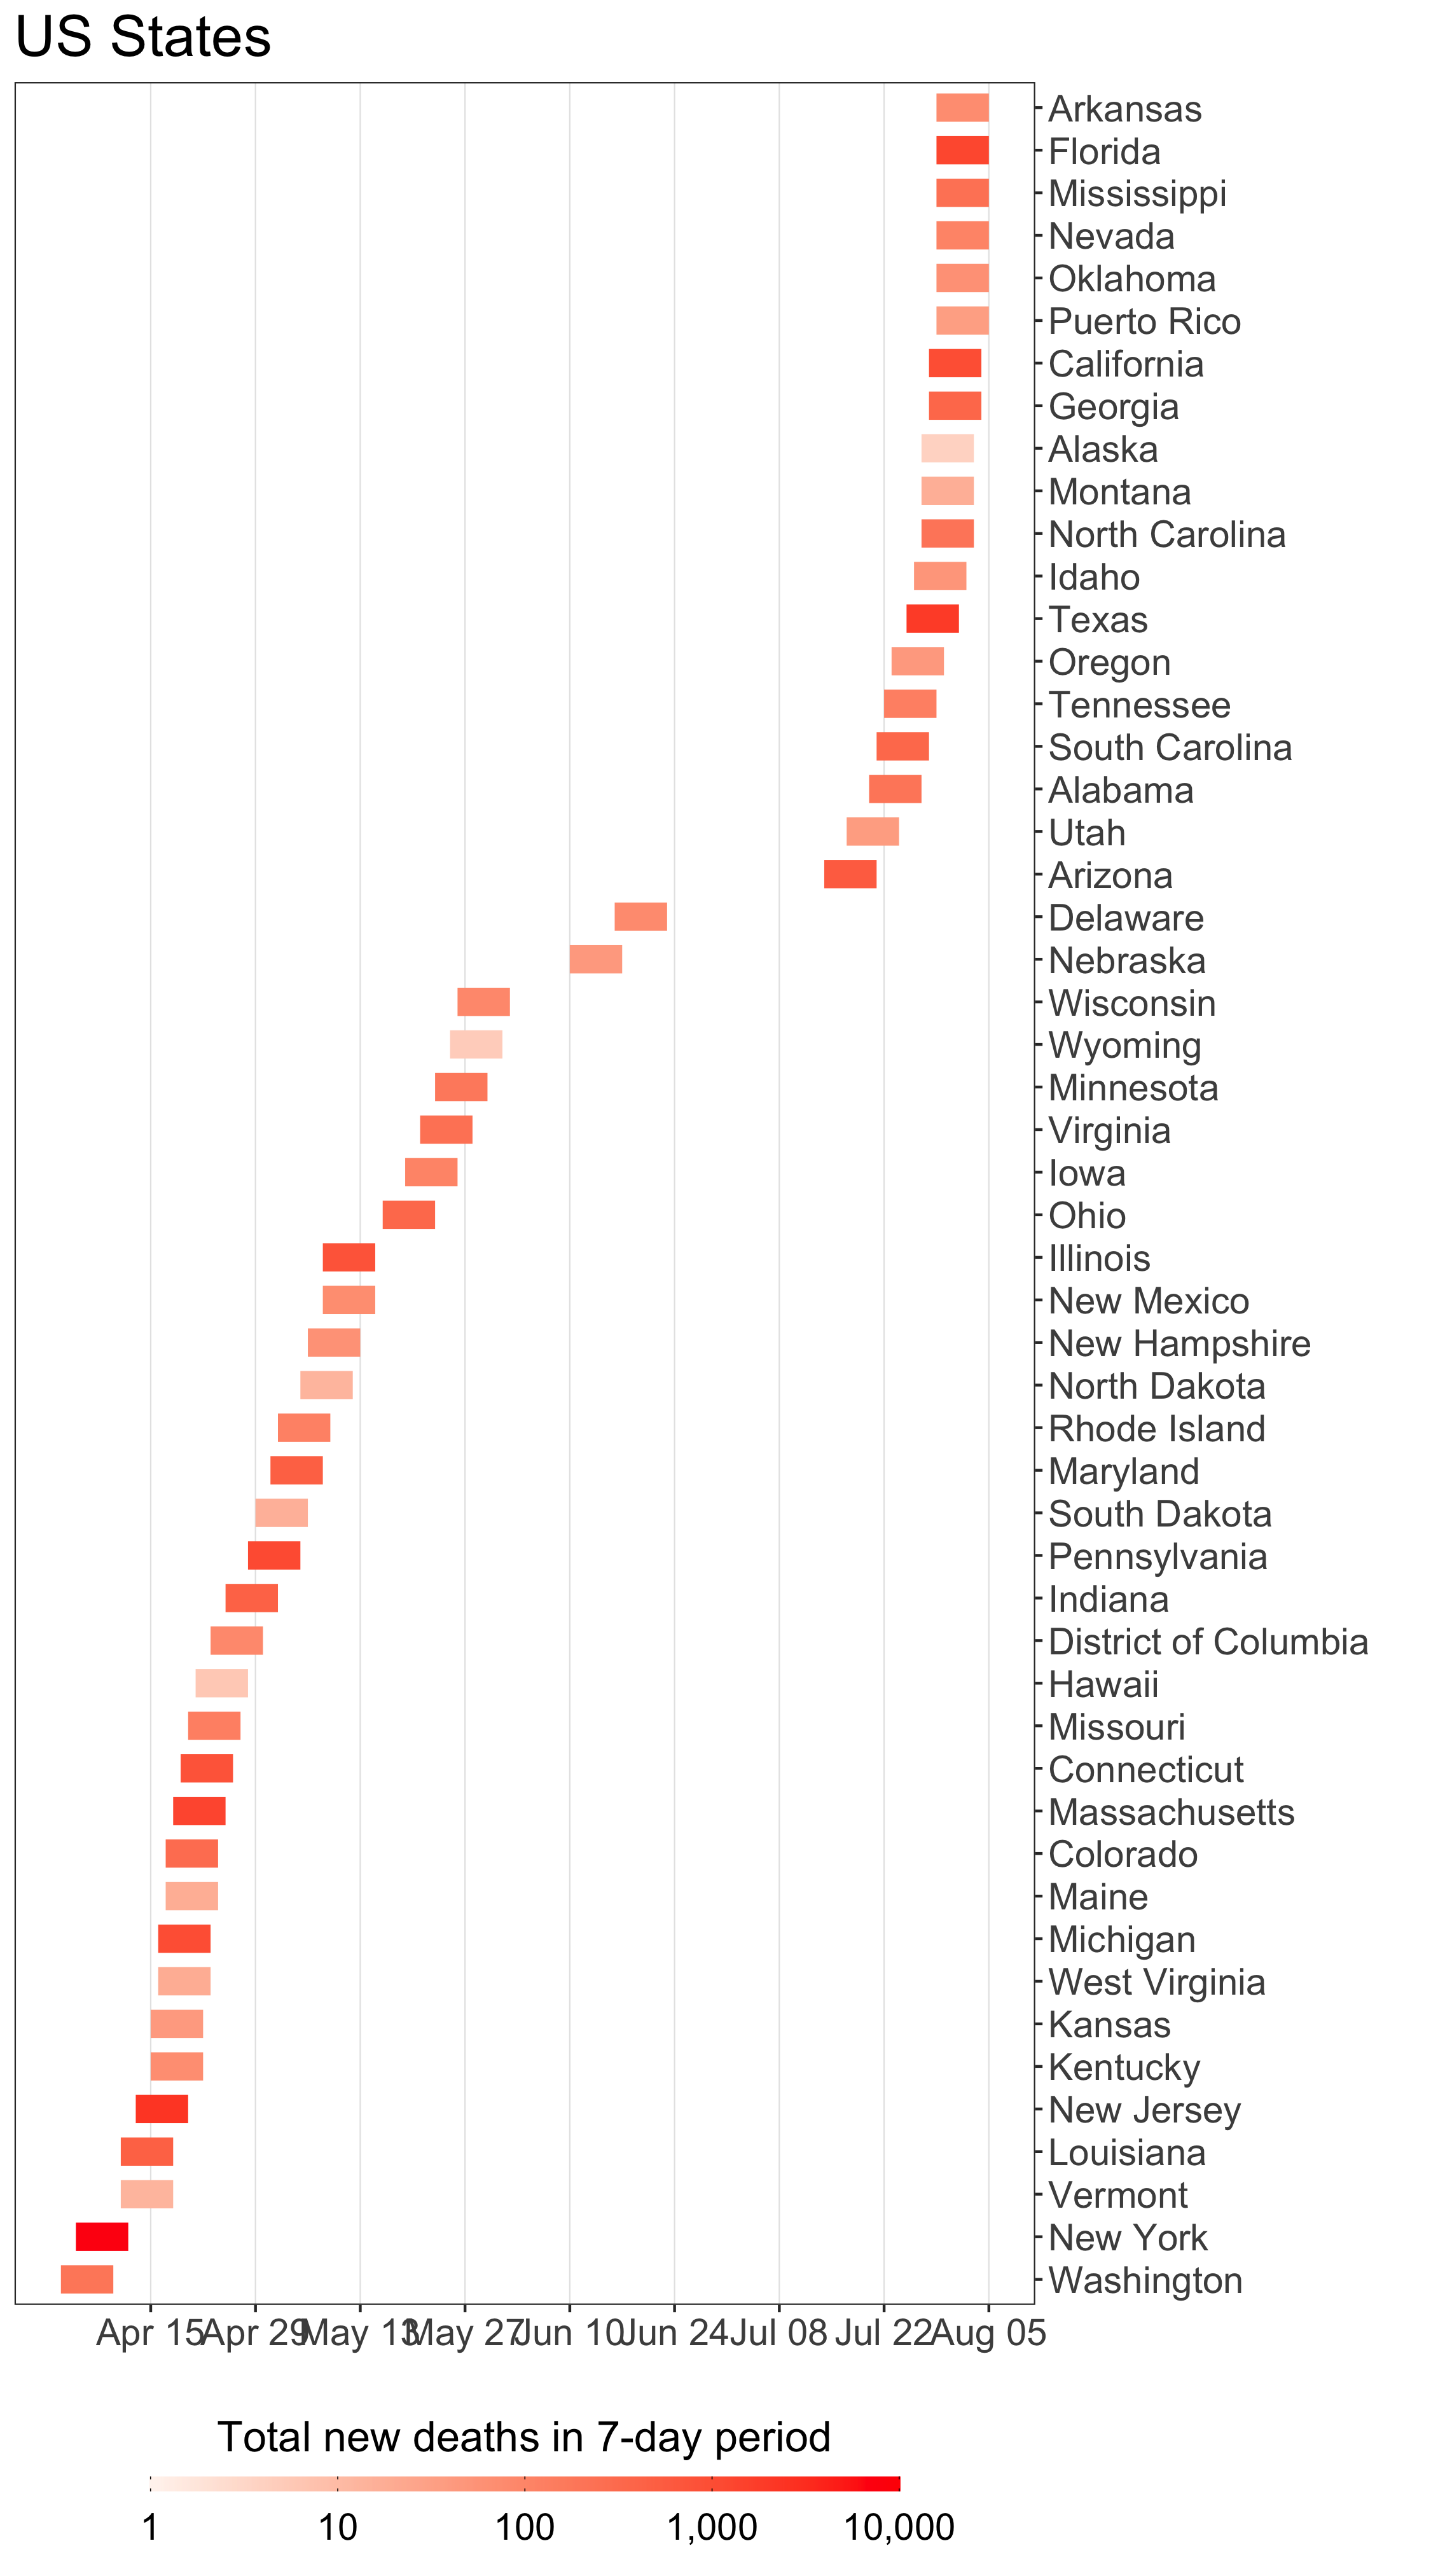 US States
Arkansas
Florida
Mississippi
Nevada
Oklahoma
Puerto Rico
California
Georgia
Alaska
Montana
North Carolina
Idaho
Texas
Oregon
Tennessee
South Carolina
Alabama
Utah
Arizona
Delaware
Nebraska
Wisconsin
Wyoming
Minnesota
Virginia
Iowa
Ohio
Illinois
New Mexico
New Hampshire
North Dakota
Rhode Island
Maryland
South Dakota
Pennsylvania
Indiana
District of Columbia
Hawaii
Missouri
Connecticut
Massachusetts
Colorado
Maine
Michigan
West Virginia
Kansas
Kentucky
New Jersey
Louisiana
Vermont
New York
Washington
Apr 15 Apr 29 May 13 May 27 Jun 10 Jun 24 Jul 08 Jul 22 Aug 05
Total new deaths in 7-day period
1 10 100 1,000 10,000